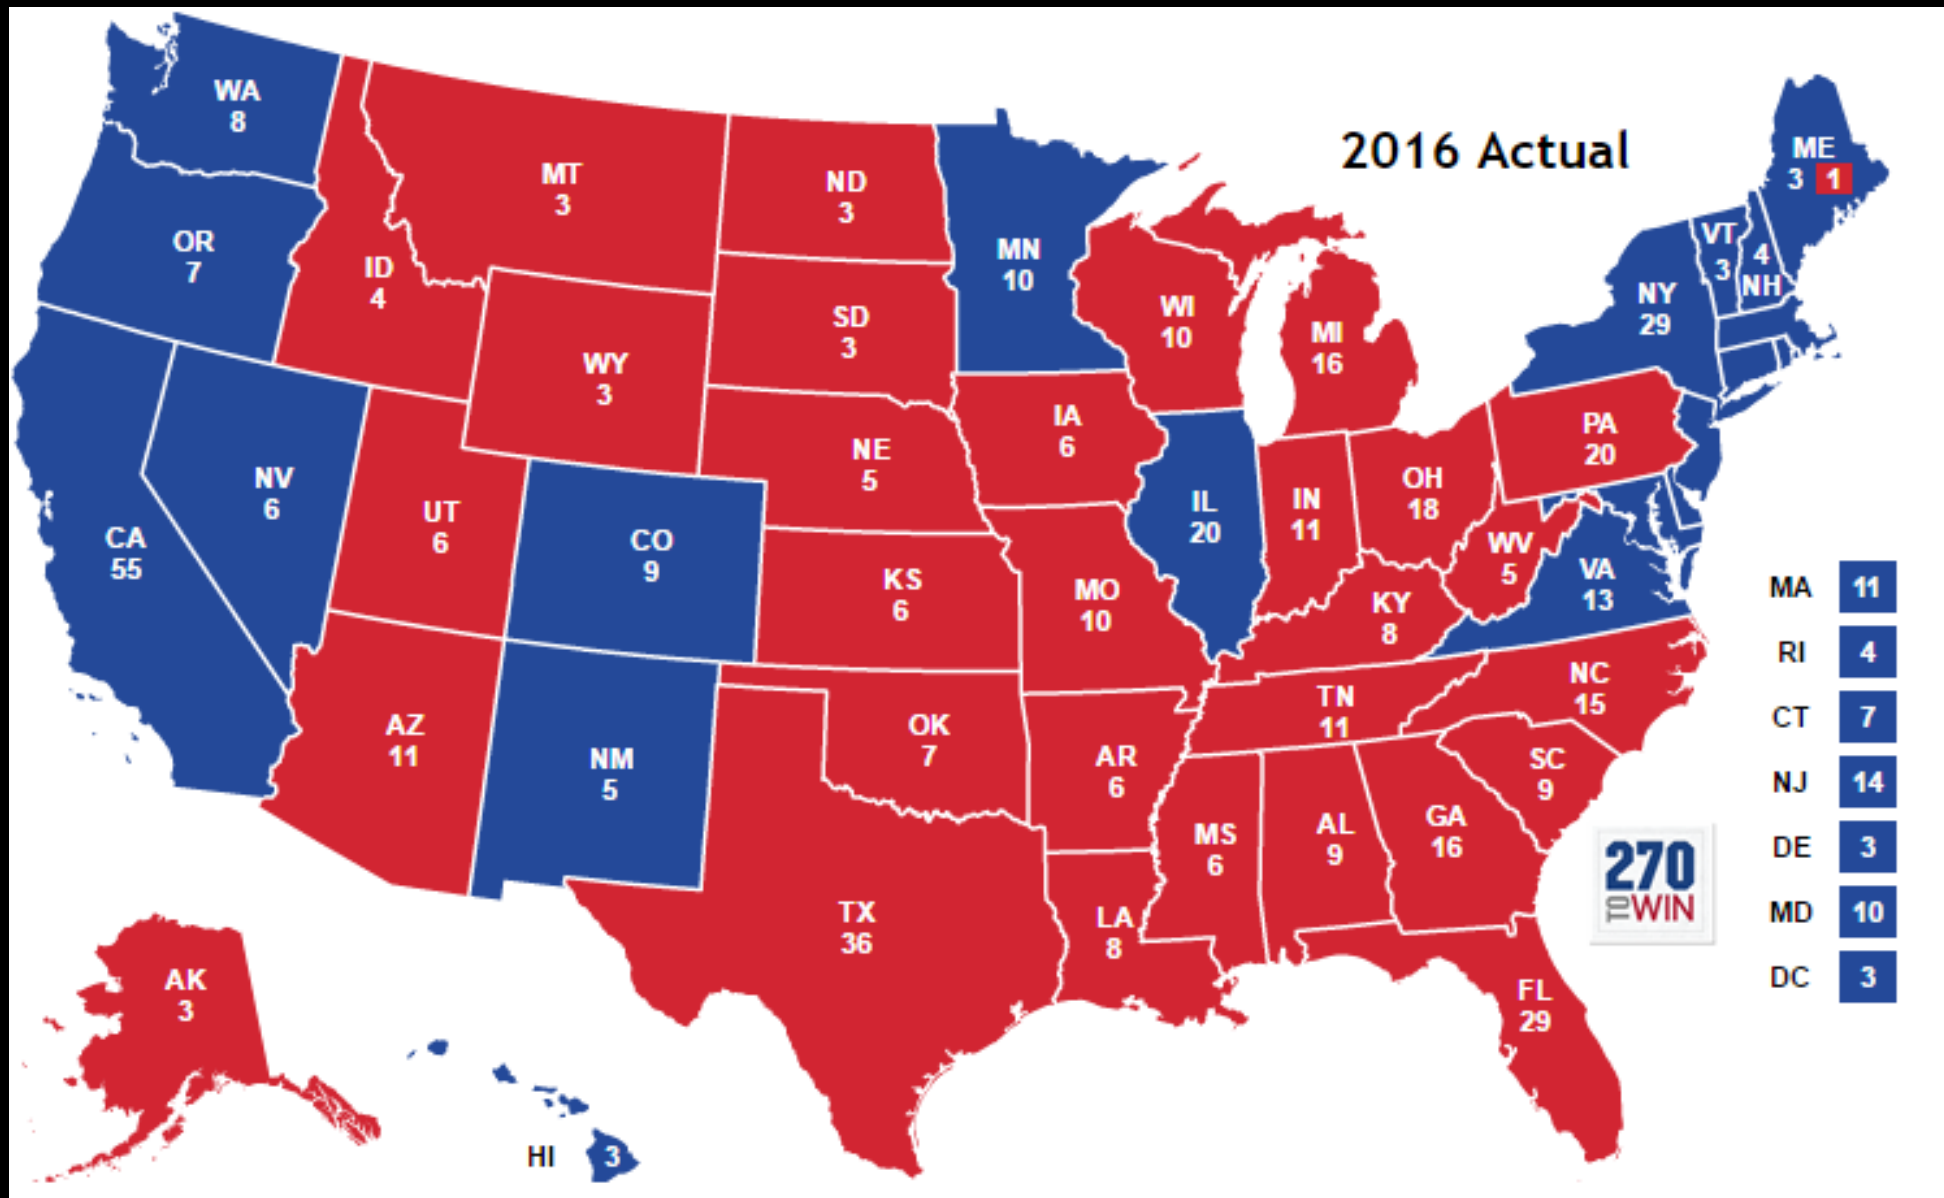 2016 Actual
WA
8
OR
7
CA
55
NV
6
ID
4
MT
3
WY
3
UT
6
AZ
11
CO
9
NM
5
ND
3
SD
3
NE
5
KS
6
OK
7
TX
36
MN
10
IA
6
MO
10
AR
6
LA
8
WI
10
IL
20
MI
16
IN
11
OH
18
KY
8
TN
11
MS
6
AL
9
GA
16
FL
29
SC
9
NC
15
VA
13
WV
5
PA
20
NY
29
VT
3
4
NH
ME
3 1
MA 11
RI 4
CT 7
NJ 14
DE 3
MD 10
DC 3
270
TO WIN
AK
3
HI 3